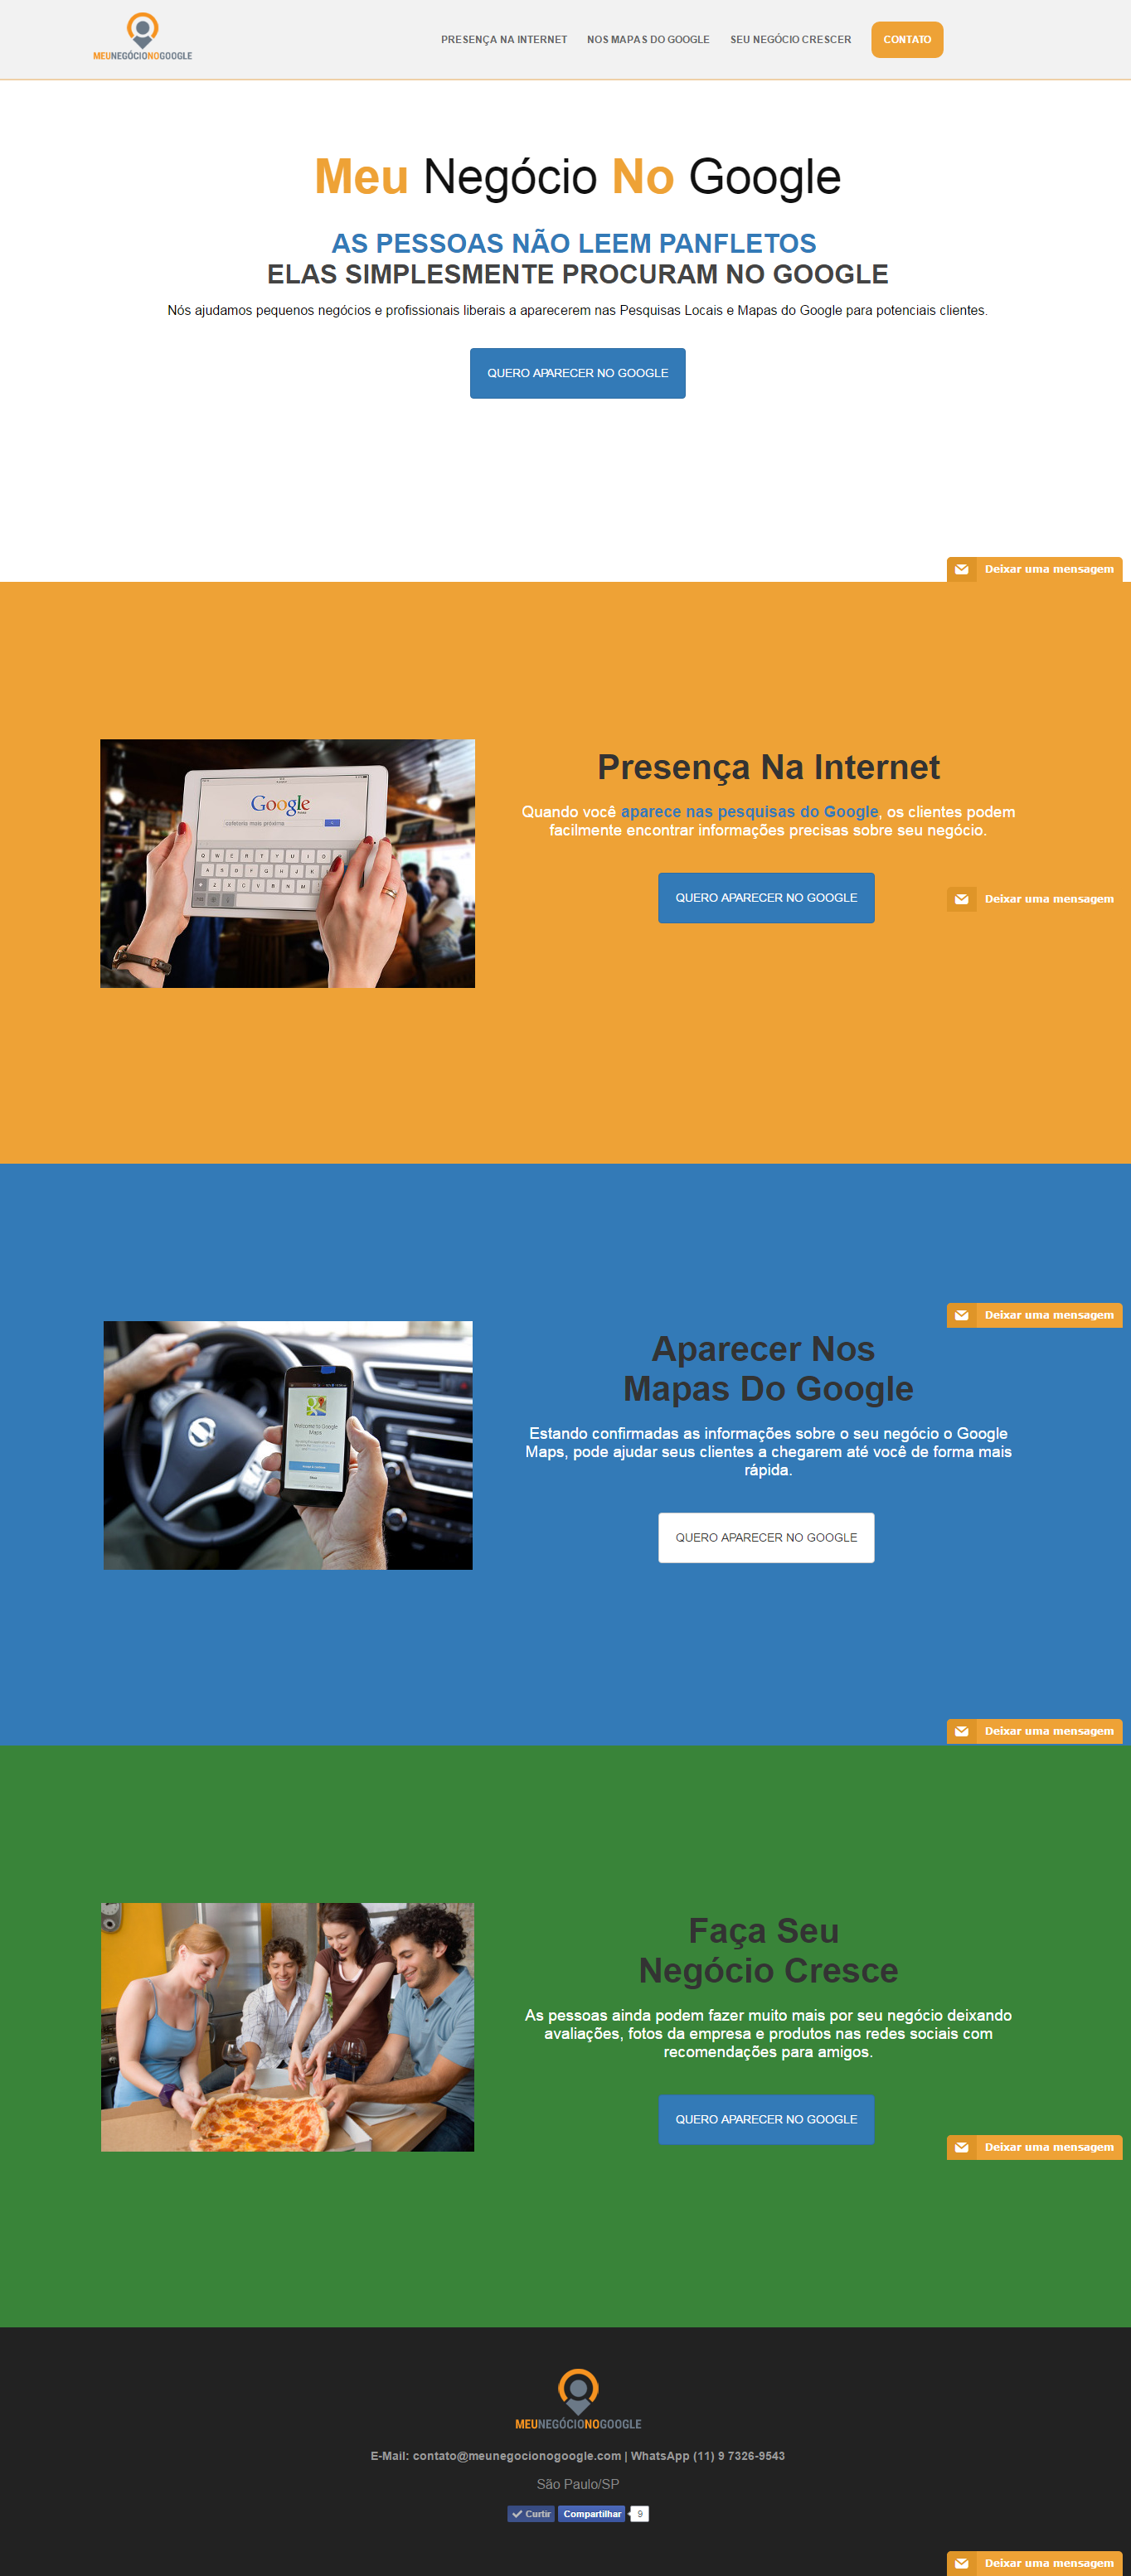 MEUNEGÓCIONOGOOGLE
PRESENÇA NA INTERNET NOS MAPAS DO GOOGLE SEU NEGÓCIO CRESCER CONTATO
Meu Negócio No Google
AS PESSOAS NÃO LEEM PANFLETOS
ELAS SIMPLESMENTE PROCURAM NO GOOGLE
Nós ajudamos pequenos negócios e profissionais liberais a aparecerem nas Pesquisas Locais e Mapas do Google para potenciais clientes.
QUERO APARECER NO GOOGLE
Deixar uma mensagem
Google
cafeteria mais próxima
Q W E R T Y U I O
A S D F G H J K L
Z X C V B N M
Presença Na Internet
Quando você aparece nas pesquisas do Google, os clientes podem
facilmente encontrar informações precisas sobre seu negócio.
QUERO APARECER NO GOOGLE
Deixar uma mensagem
Deixar uma mensagem
Welcome to Google
Maps
Aparecer Nos
Mapas Do Google
Estando confirmadas as informações sobre o seu negócio o Google
Maps, pode ajudar seus clientes a chegarem até você de forma mais
rápida.
QUERO APARECER NO GOOGLE
Deixar uma mensagem
Faça Seu
Negócio Cresce
As pessoas ainda podem fazer muito mais por seu negócio deixando
avaliações, fotos da empresa e produtos nas redes sociais com
recomendações para amigos.
QUERO APARECER NO GOOGLE
Deixar uma mensagem
MEUNEGÓCIONOGOOGLE
E-Mail: contato@meunegocionogoogle.com | WhatsApp (11) 9 7326-9543
São Paulo/SP
Curtir Compartilhar 9
Deixar uma mensagem